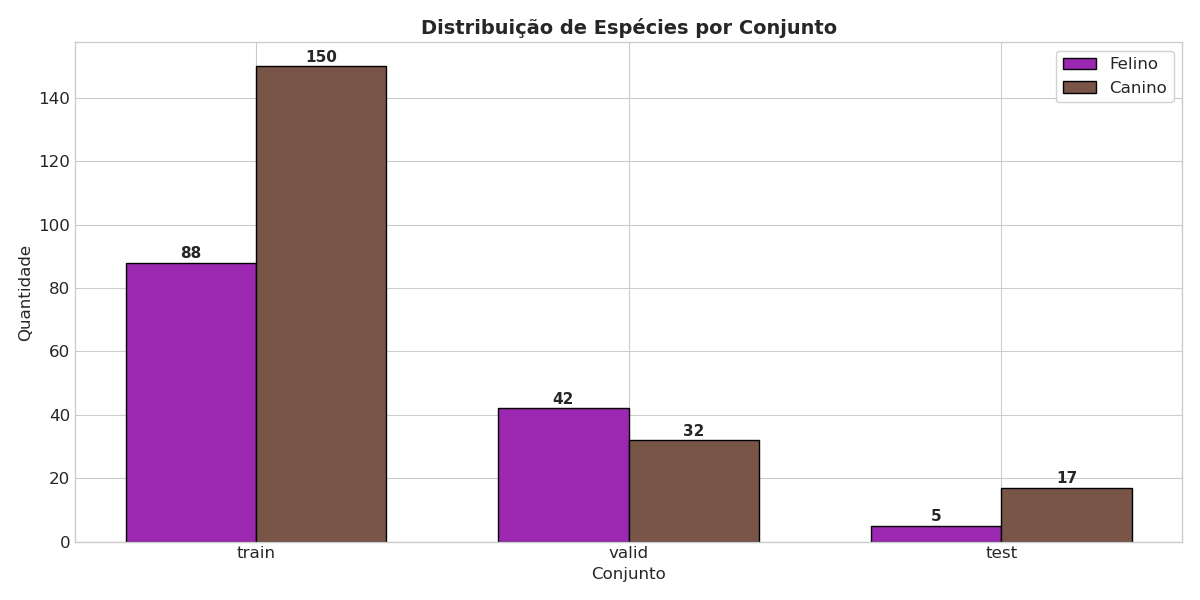 Distribuição de Espécies por Conjunto
Felino
Canino
Quantidade
140
120
100
80
60
40
20
0
150
88
42
32
5
17
train
valid
test
Conjunto